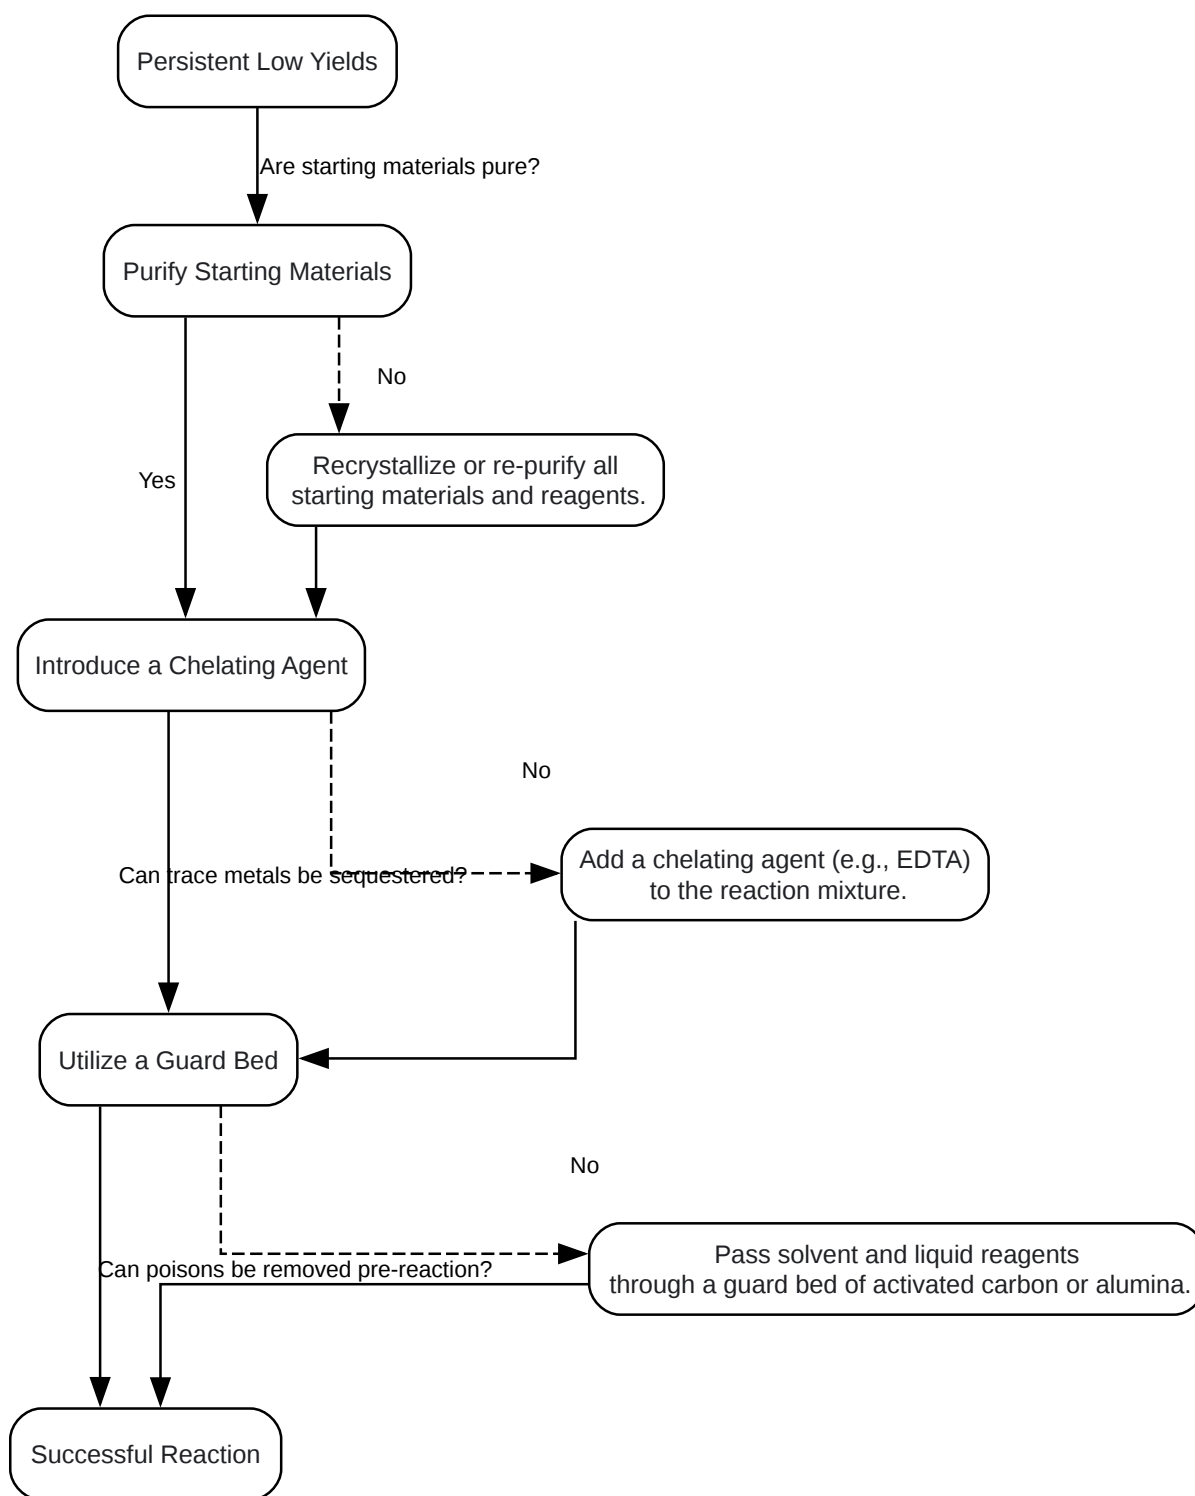 Persistent Low Yields
Are starting materials pure?
Purify Starting Materials
No
Recrystallize or re-purify all
starting materials and reagents.
Yes
Introduce a Chelating Agent
No
Add a chelating agent (e.g., EDTA)
to the reaction mixture.
Can trace metals be sequestered?
Utilize a Guard Bed
No
Pass solvent and liquid reagents
through a guard bed of activated carbon or alumina.
Can poisons be removed pre-reaction?
Successful Reaction